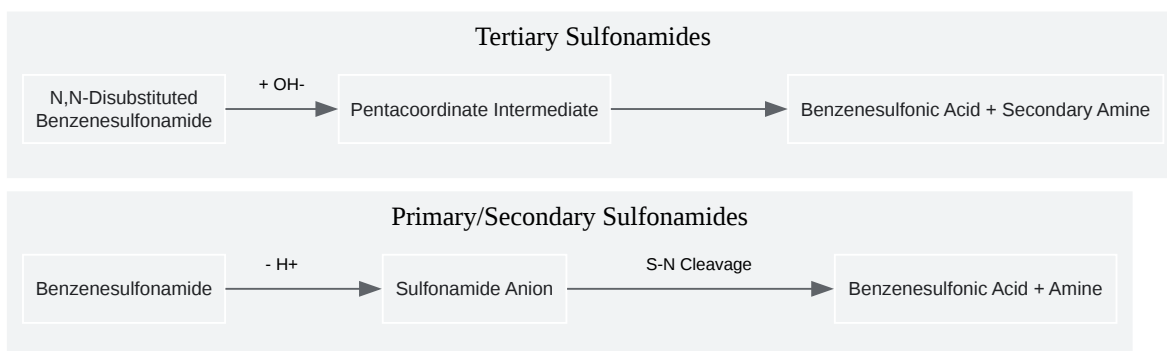 Tertiary Sulfonamides
N,N-Disubstituted
Benzenesulfonamide
+ OH-
Pentacoordinate Intermediate
Benzenesulfonic Acid + Secondary Amine
Primary/Secondary Sulfonamides
Benzenesulfonamide
- H+
Sulfonamide Anion
S-N Cleavage
Benzenesulfonic Acid + Amine